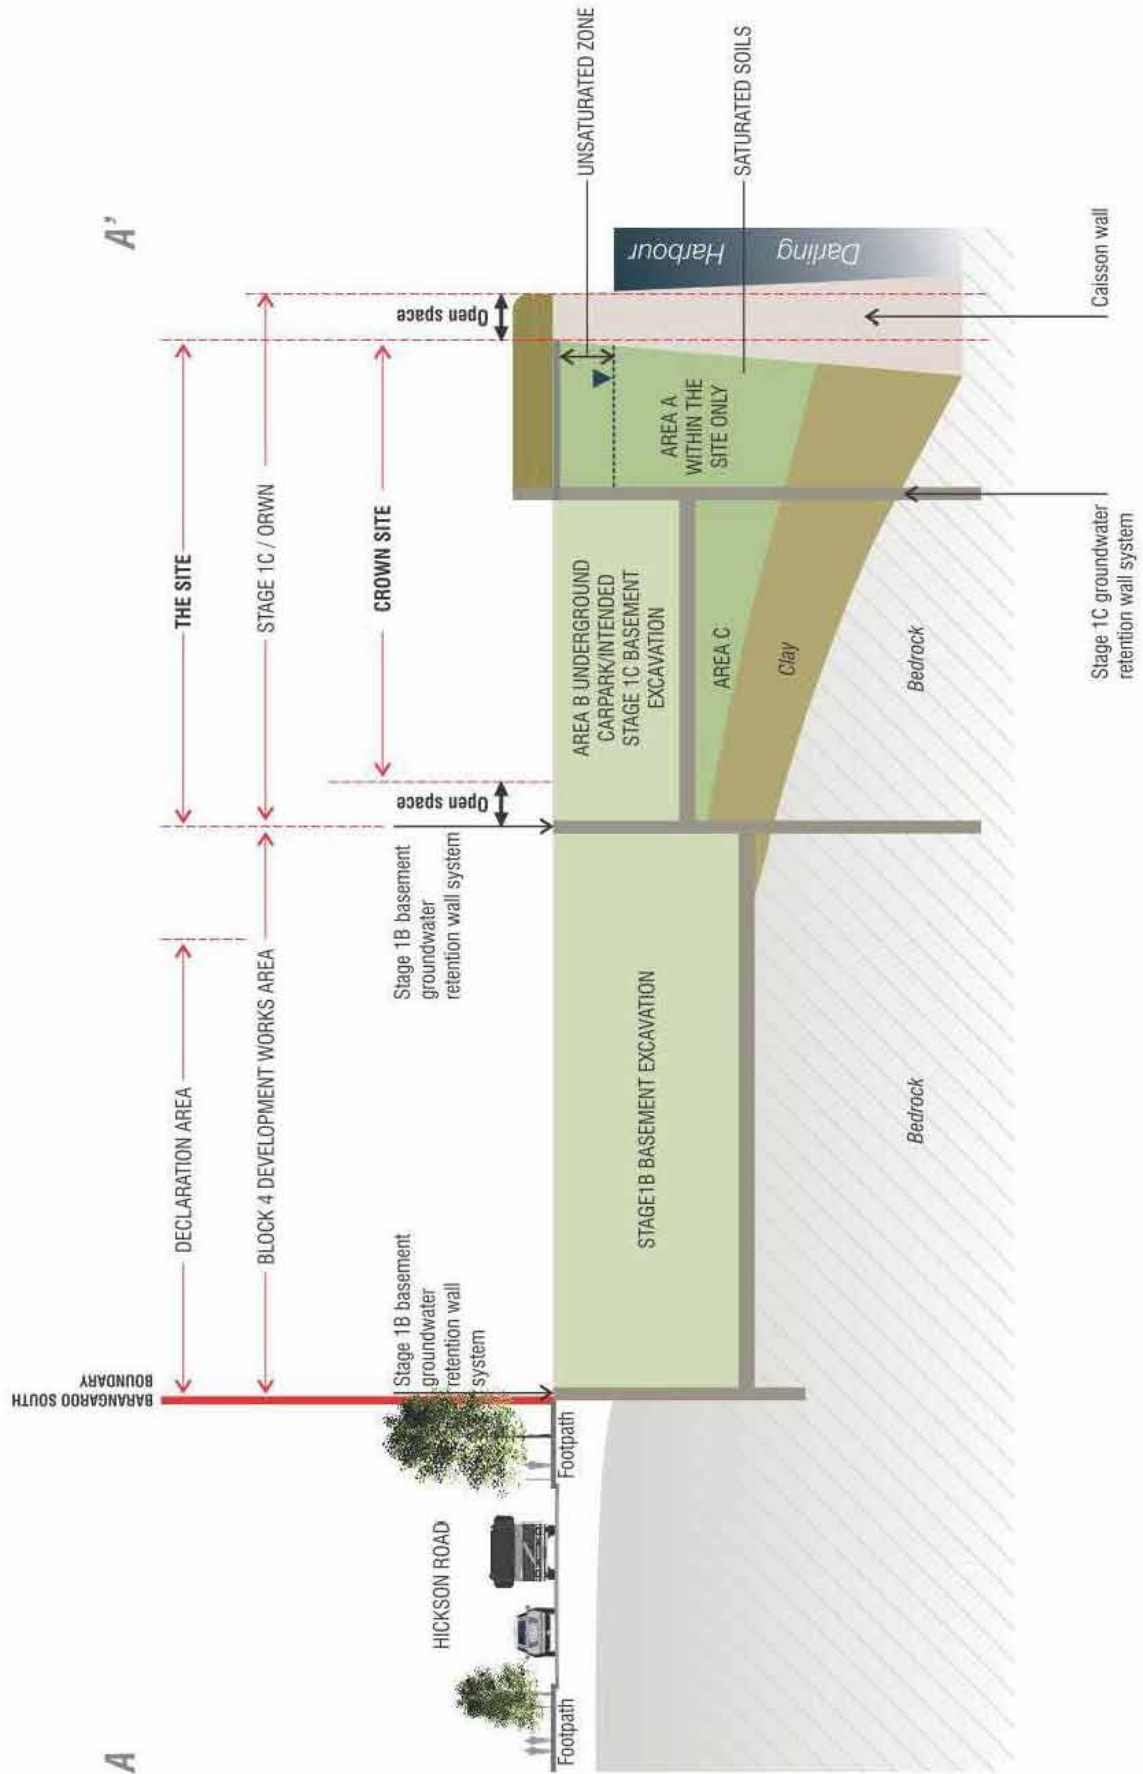 A
A'
BARANGAROO SOUTH
BOUNDARY
DECLARATION AREA
THE SITE
BLOCK 4 DEVELOPMENT WORKS AREA
STAGE 1C / ORWN
CROWN SITE
HICKSON ROAD
Stage 1B basement
groundwater
retention wall
system
Stage 1B basement
groundwater
retention wall system
Open space
Open space
Footpath
Footpath
STAGE1B BASEMENT EXCAVATION
AREA B UNDERGROUND
CARPARK/INTENDED
STAGE 1C BASEMENT
EXCAVATION
AREA A
WITHIN THE
SITE ONLY
AREA C
Clay
Bedrock
Bedrock
Darling Harbour
UNSATURATED ZONE
SATURATED SOILS
Stage 1C groundwater
retention wall system
Caisson wall